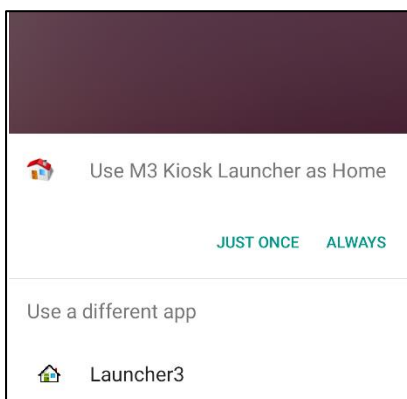 Use M3 Kiosk Launcher as Home
JUST ONCE ALWAYS
Use a different app
Launcher3